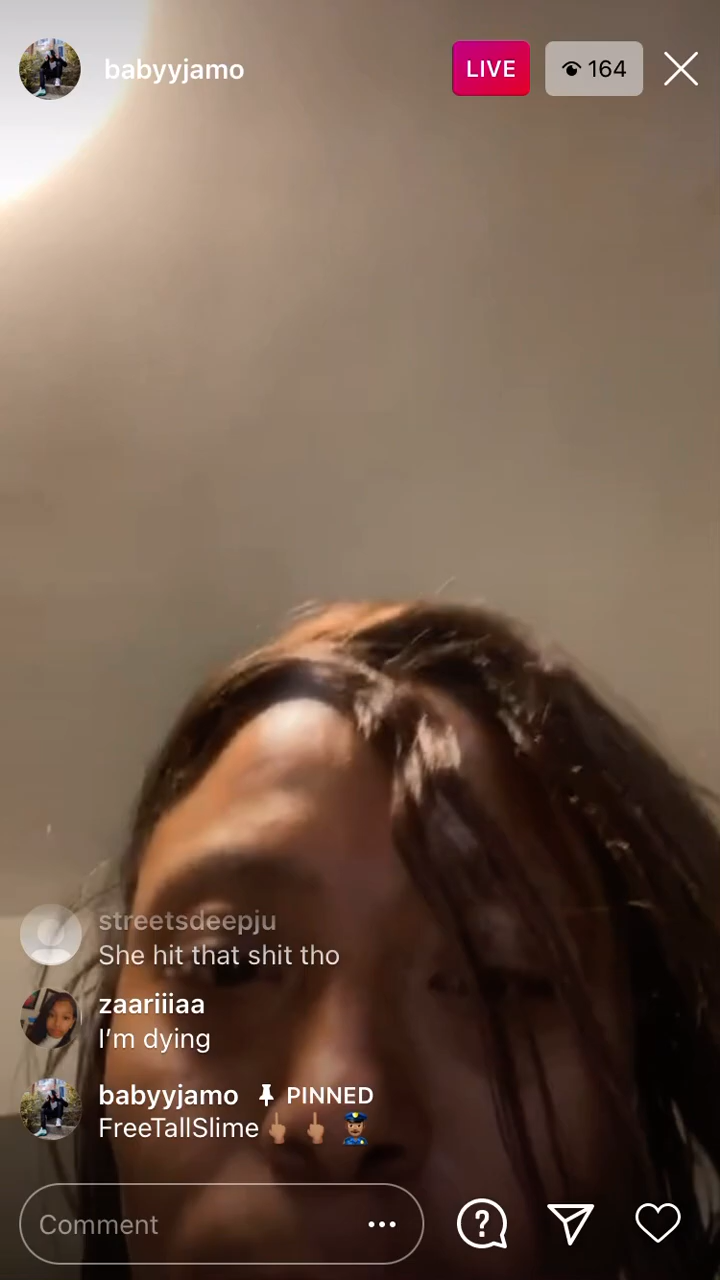 babyyjamo
LIVE
164
streetsdeepju
She hit that shit tho
zaariiiaa
I'm dying
babyyjamo PINNED
FreeTallSlime🖕🏽🖕🏽👮🏽‍♂️
Comment